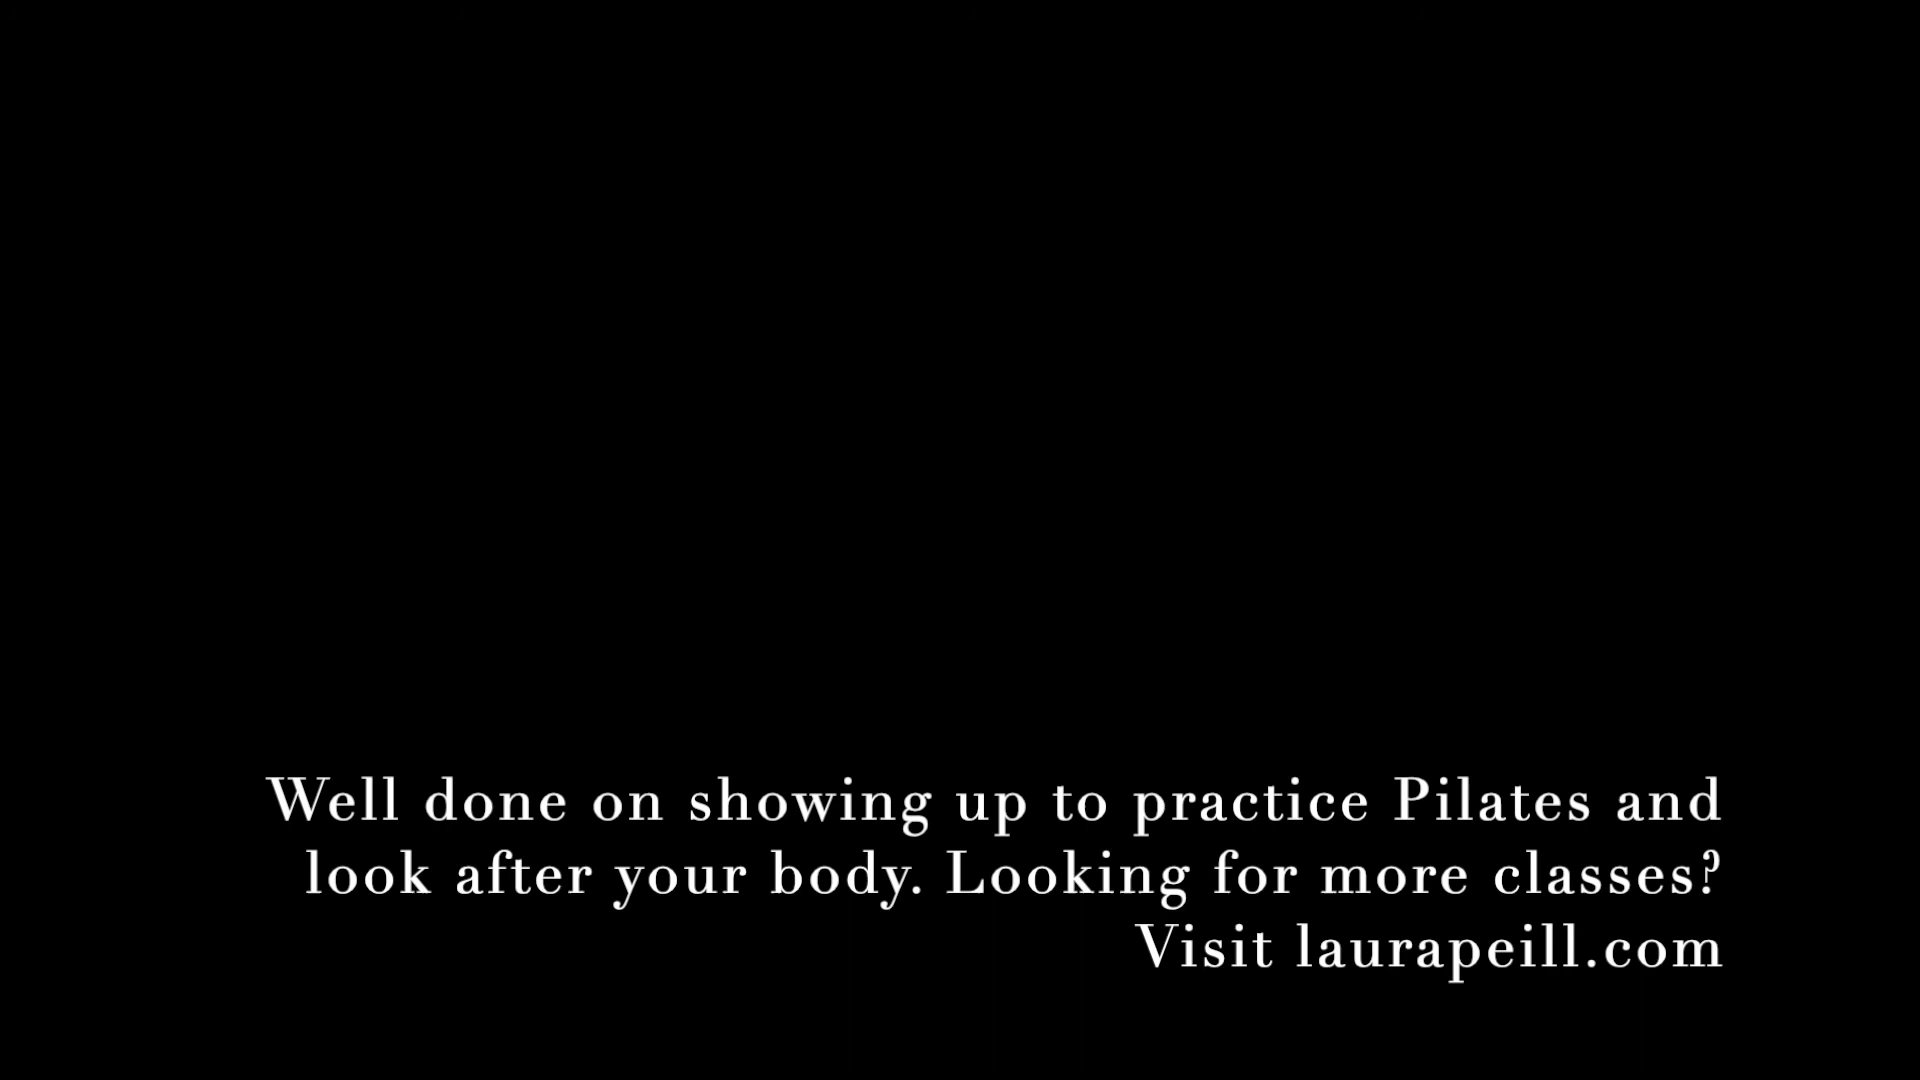 Well done on showing up to practice Pilates and
look after your body. Looking for more classes?
Visit laurapeill.com